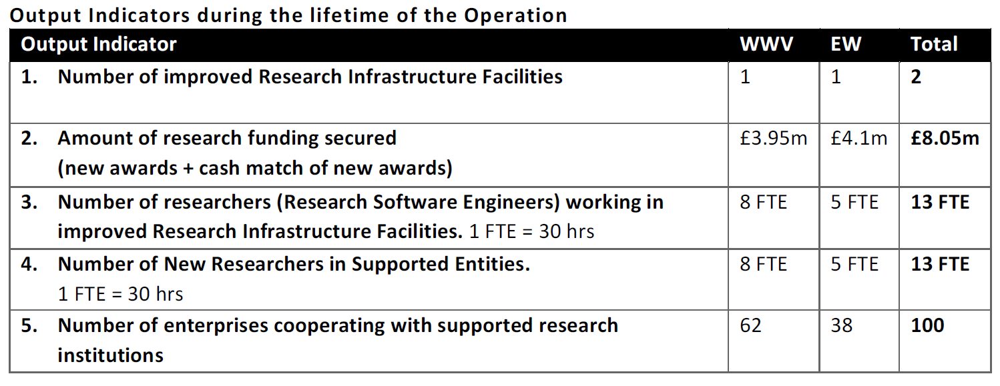 Output Indicators during the lifetime of the Operation
Output Indicator WWV EW Total
1. Number of improved Research Infrastructure Facilities 1 1 2
2. Amount of research funding secured £3.95m £4.1m £8.05m
(new awards + cash match of new awards)
3. Number of researchers (Research Software Engineers) working in 8 FTE 5 FTE 13 FTE
improved Research Infrastructure Facilities. 1 FTE = 30 hrs
4. Number of New Researchers in Supported Entities. 8 FTE 5 FTE 13 FTE
1 FTE = 30 hrs
5. Number of enterprises cooperating with supported research 62 38 100
institutions